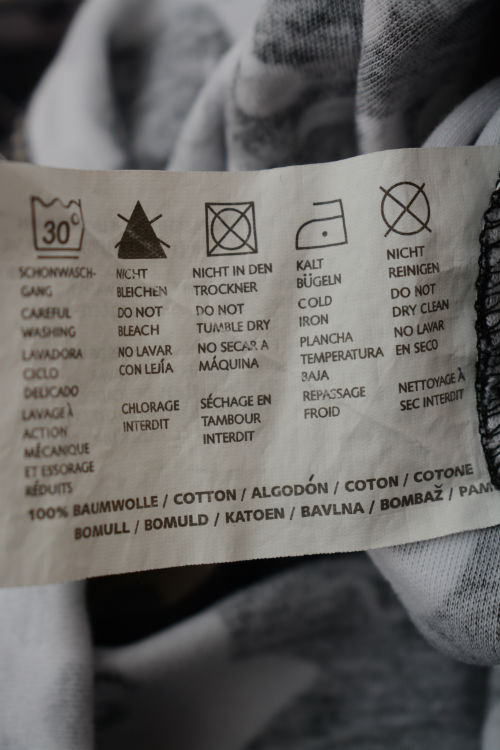 30°
SCHONWASCH-
GANG
CAREFUL
WASHING
LAVADORA
CICLO
DELICADO
LAVAGE À
ACTION
MÉCANIQUE
ET ESSORAGE
RÉDUITS
NICHT
BLEICHEN
DO NOT
BLEACH
NO LAVAR
CON LEJÍA
CHLORAGE
INTERDIT
NICHT IN DEN
TROCKNER
DO NOT
TUMBLE DRY
NO SECAR A
MÁQUINA
SÉCHAGE EN
TAMBOUR
INTERDIT
KALT
BÜGELN
COLD
IRON
PLANCHA
TEMPERATURA
BAJA
REPASSAGE
FROID
NICHT
REINIGEN
DO NOT
DRY CLEAN
NO LAVAR
EN SECO
NETTOYAGE À
SEC INTERDIT
100% BAUMWOLLE / COTTON / ALGODÓN / COTON / COTONE
BOMULL / BOMULD / KATOEN / BAVLNA / BOMBAŽ /